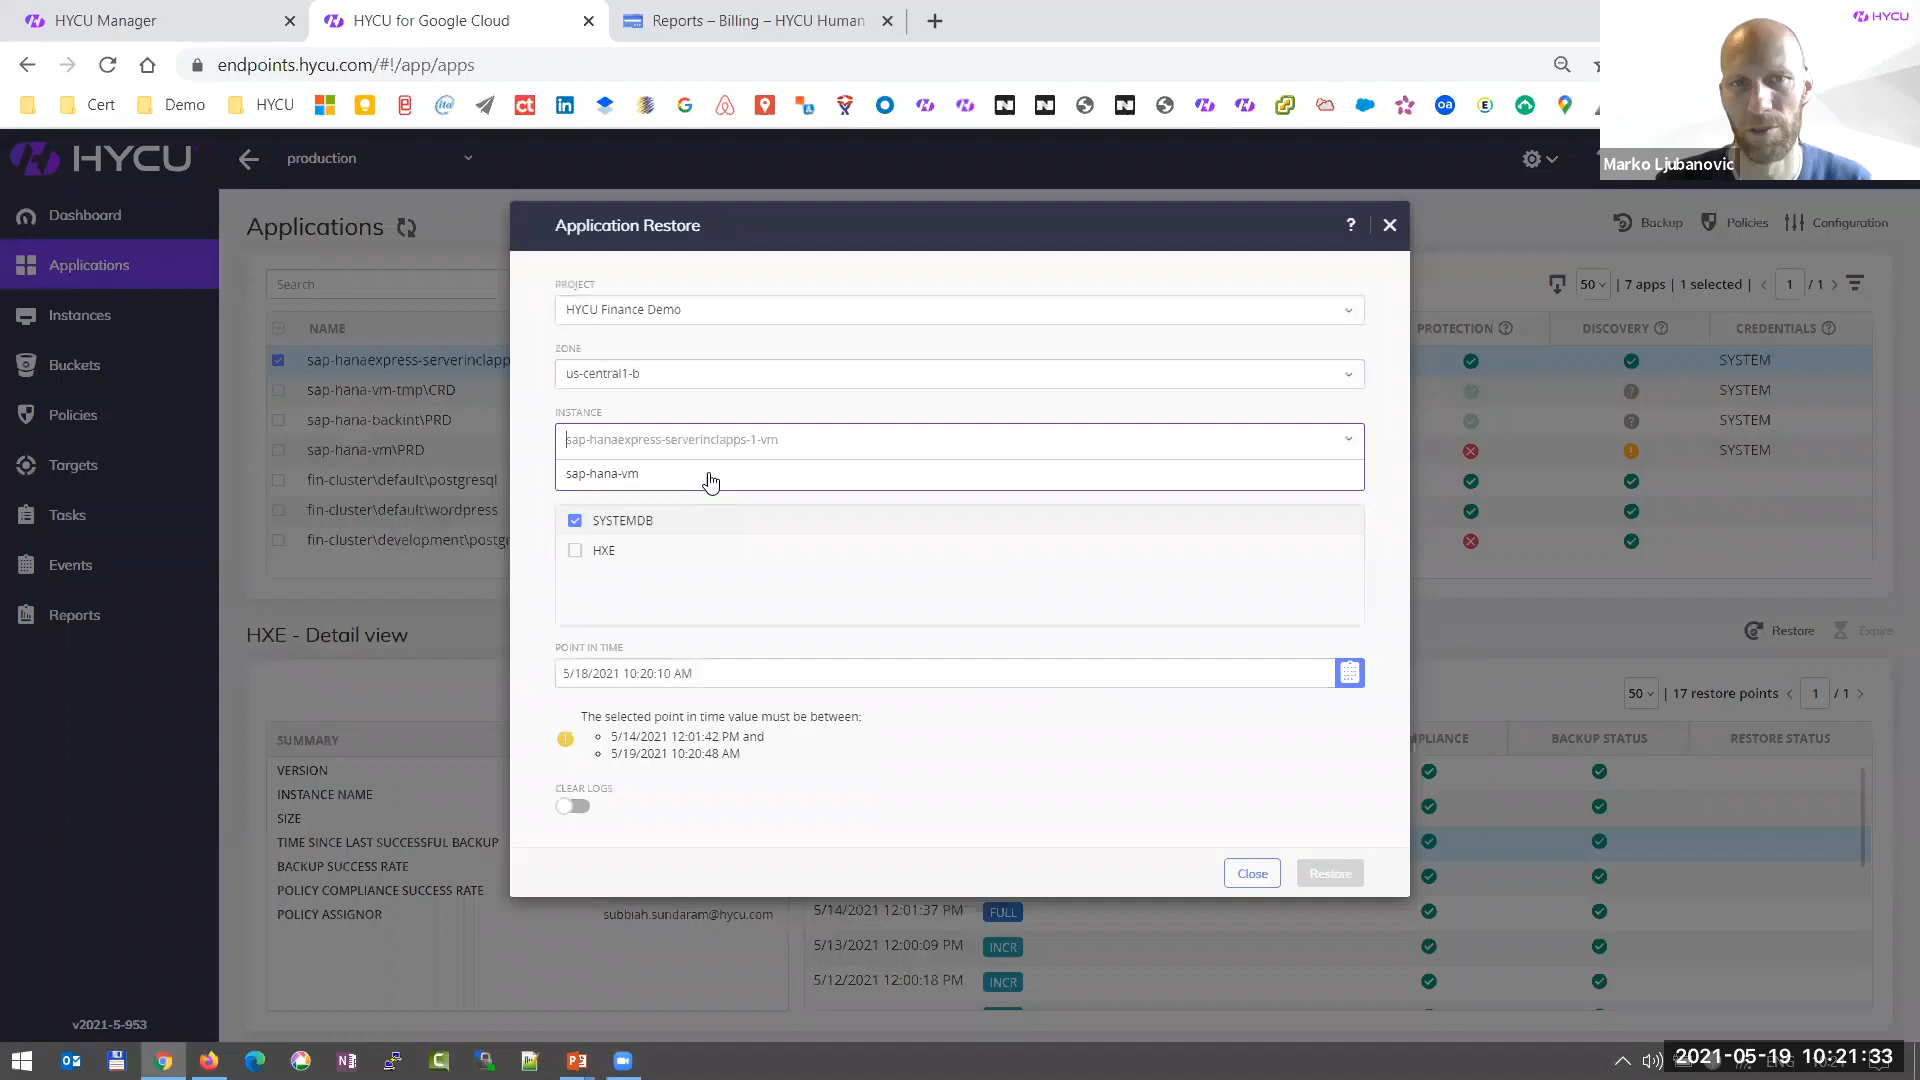 HYCU Manager
HYCU for Google Cloud
Reports – Billing – HYCU Human
HYCU
endpoints.hycu.com/#!/app/apps
Cert
Demo
HYCU
Marko Ljubanovic
HYCU
production
Dashboard
Applications
Instances
Buckets
Policies
Targets
Tasks
Events
Reports
v2021-5-953
Applications
Backup
Policies
Configuration
Search
50
7 apps
1 selected
1
/ 1
NAME
PROTECTION
DISCOVERY
CREDENTIALS
sap-hanaexpress-serverinclapp
SYSTEM
sap-hana-vm-tmp\CRD
SYSTEM
sap-hana-backint\PRD
SYSTEM
sap-hana-vm\PRD
SYSTEM
fin-cluster\default\postgresql
fin-cluster\default\wordpress
fin-cluster\development\postgr
Application Restore
?
PROJECT
HYCU Finance Demo
ZONE
us-central1-b
INSTANCE
sap-hanaexpress-serverinclapps-1-vm
sap-hana-vm
SYSTEMDB
HXE
POINT IN TIME
5/18/2021 10:20:10 AM
The selected point in time value must be between:
5/14/2021 12:01:42 PM and
5/19/2021 10:20:48 AM
CLEAR LOGS
Close
Restore
HXE - Detail view
Restore
Expire
50
17 restore points
1
/ 1
SUMMARY
VERSION
INSTANCE NAME
SIZE
TIME SINCE LAST SUCCESSFUL BACKUP
BACKUP SUCCESS RATE
POLICY COMPLIANCE SUCCESS RATE
POLICY ASSIGNOR
subbiah.sundaram@hycu.com
MPLIANCE
BACKUP STATUS
RESTORE STATUS
5/14/2021 12:01:37 PM
FULL
5/13/2021 12:00:09 PM
INCR
5/12/2021 12:00:18 PM
INCR
2021-05-19 10:21:33